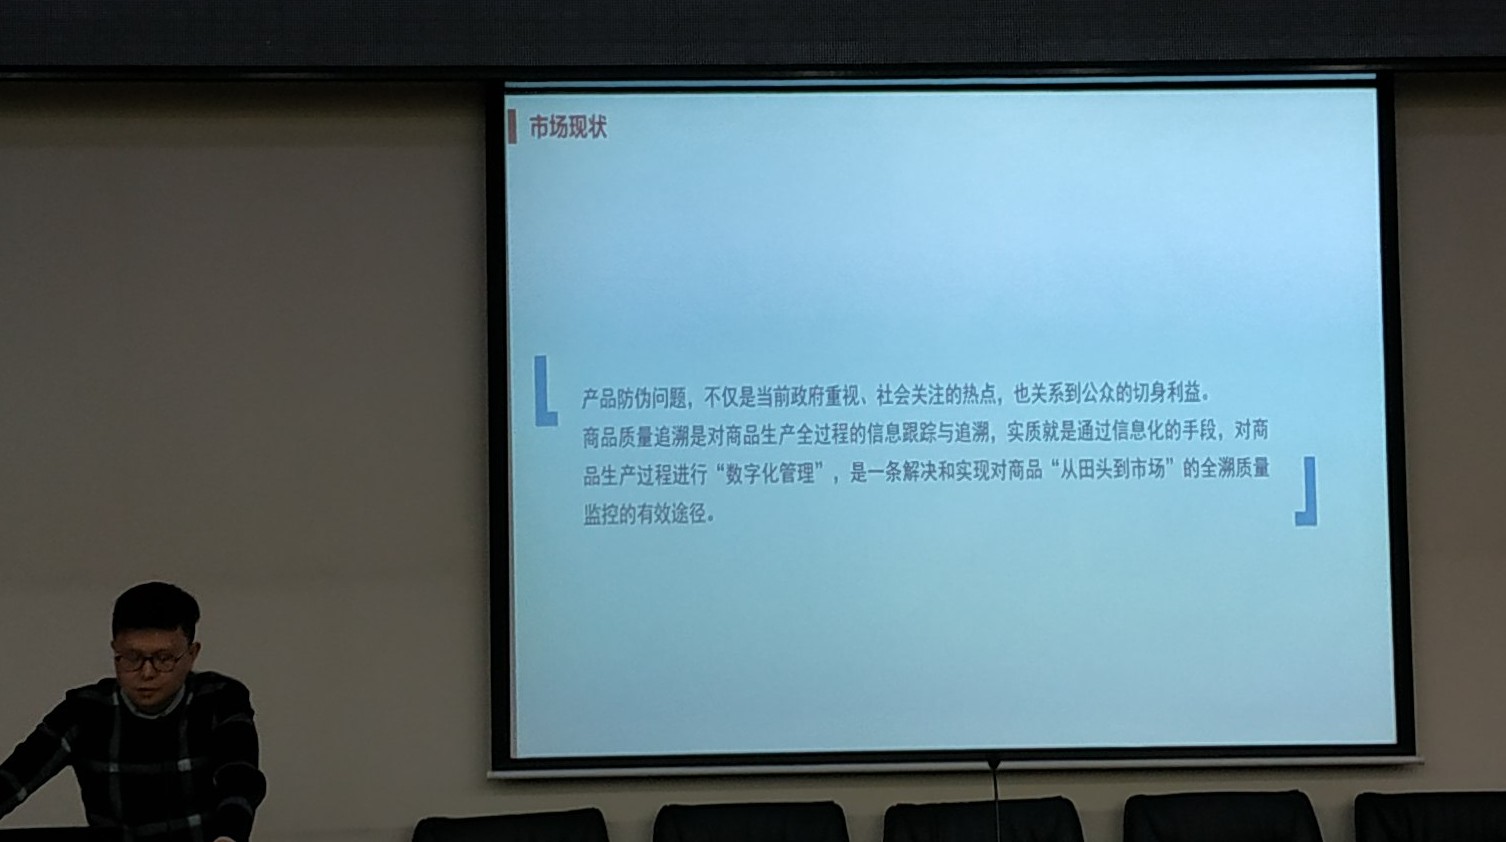 市场现状
产品防伪问题，不仅是当前政府重视、社会关注的热点，也关系到公众的切身利益。
商品质量追溯是对商品生产全过程的信息跟踪与追溯，实质就是通过信息化的手段，对商
品生产过程进行“数字化管理”，是一条解决和实现对商品“从田头到市场”的全溯质量
监控的有效途径。